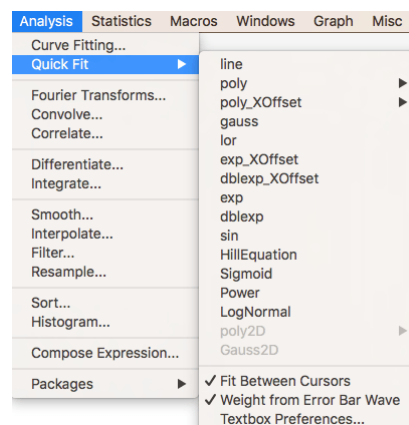 Analysis Statistics Macros Windows Graph Misc
Curve Fitting...
Quick Fit
Fourier Transforms...
Convolve...
Correlate...
Differentiate...
Integrate...
Smooth...
Interpolate...
Filter...
Resample...
Sort...
Histogram...
Compose Expression...
Packages
line
poly
poly_XOffset
gauss
lor
exp_XOffset
dblexp_XOffset
exp
dblexp
sin
HillEquation
Sigmoid
Power
LogNormal
poly2D
Gauss2D
✓ Fit Between Cursors
✓ Weight from Error Bar Wave
Textbox Preferences...